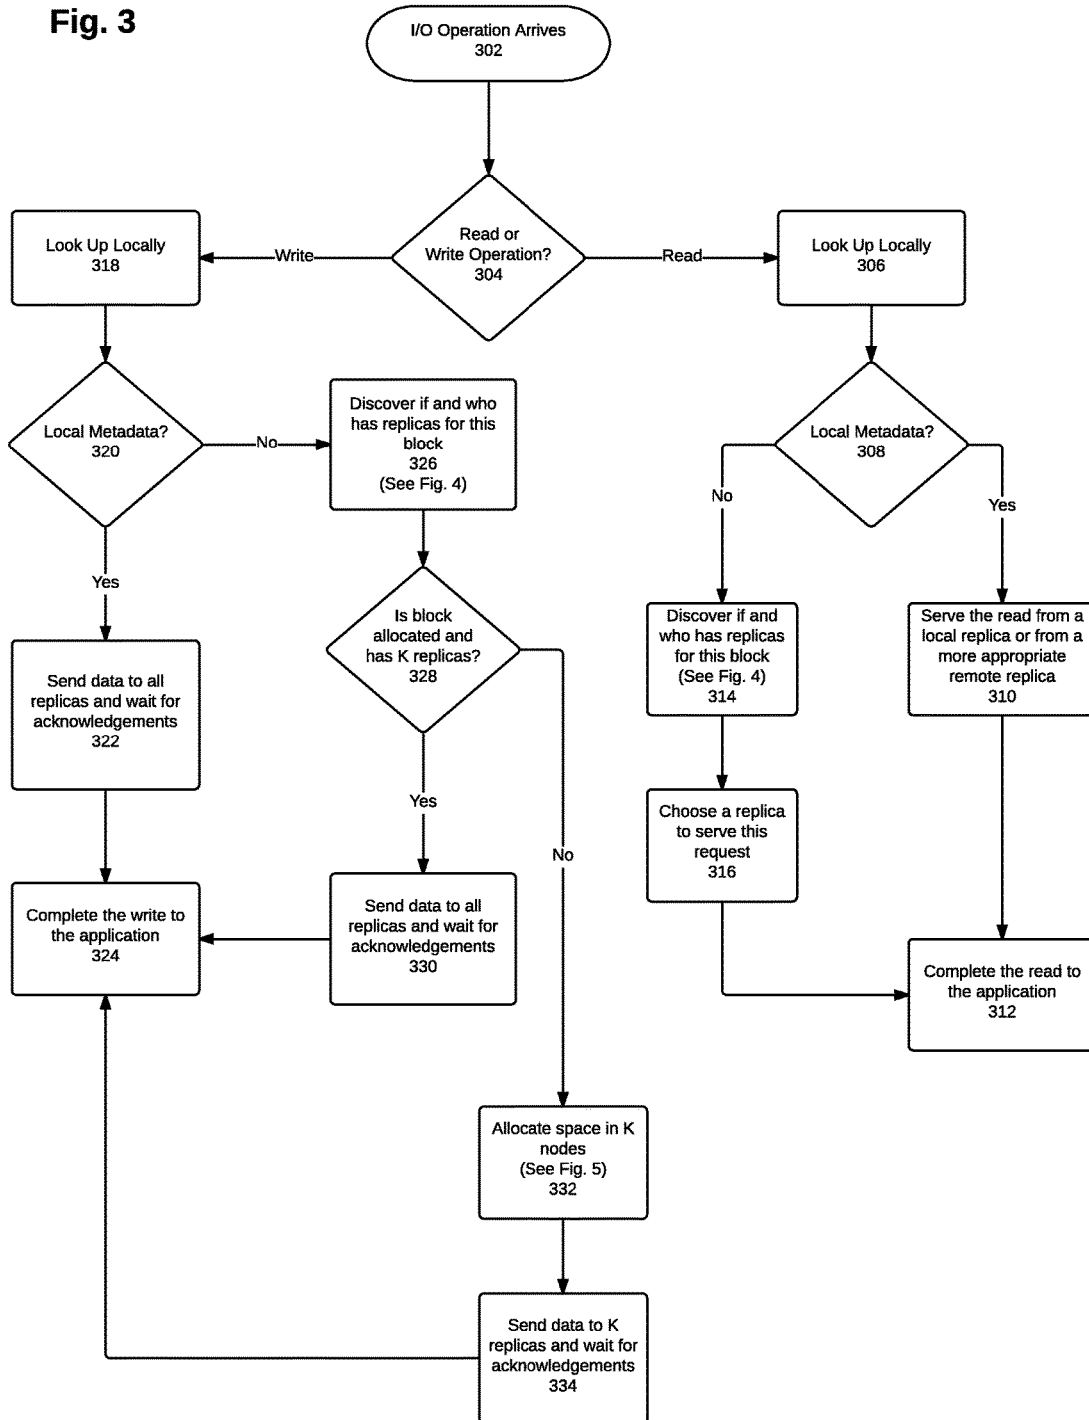 Fig. 3
I/O Operation Arrives
302
Read or
Write Operation?
304
Write
Read
Look Up Locally
318
Look Up Locally
306
Local Metadata?
320
No
Yes
Discover if and who
has replicas for this
block
326
(See Fig. 4)
Local Metadata?
308
No
Yes
Is block
allocated and
has K replicas?
328
Yes
No
Send data to all
replicas and wait for
acknowledgements
322
Discover if and
who has replicas
for this block
(See Fig. 4)
314
Serve the read from a
local replica or from a
more appropriate
remote replica
310
Choose a replica
to serve this
request
316
Complete the write to
the application
324
Send data to all
replicas and wait for
acknowledgements
330
Complete the read to
the application
312
Allocate space in K
nodes
(See Fig. 5)
332
Send data to K
replicas and wait for
acknowledgements
334